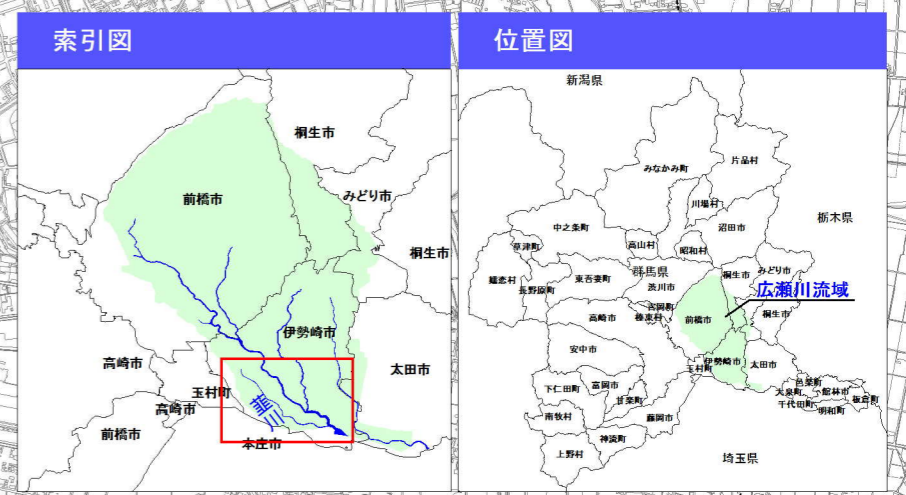 索引図
桐生市
前橋市
みどり市
桐生市
伊勢崎市
高崎市
太田市
玉村町
高崎市
前橋市
本庄市
位置図
新潟県
みなかみ町
片品村
川場村
栃木県
中之条町
沼田市
草津町
高山村
昭和村
群馬県
嬬恋村
東吾妻町
渋川市
桐生市
みどり市
長野原町
広瀬川流域
吉岡町
榛東村
高崎市
前橋市
桐生市
安中市
伊勢崎市
玉村町
太田市
下仁田町
富岡市
甘楽町
邑楽町
大泉町
館林市
板倉町
千代田町
明和町
南牧村
藤岡市
神流町
上野村
埼玉県